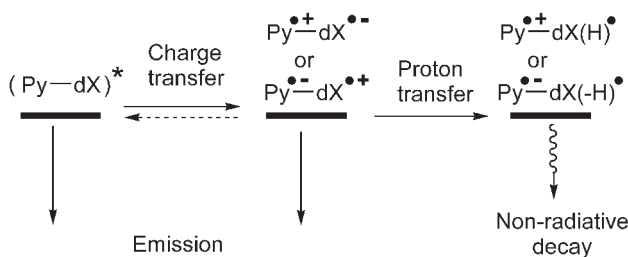 (Py—dX)*
Charge
transfer
Py•+—dX•-
or
Py•-—dX•+
Proton
transfer
Py•+—dX(H)•
or
Py•-—dX(-H)•
Emission
Non-radiative
decay